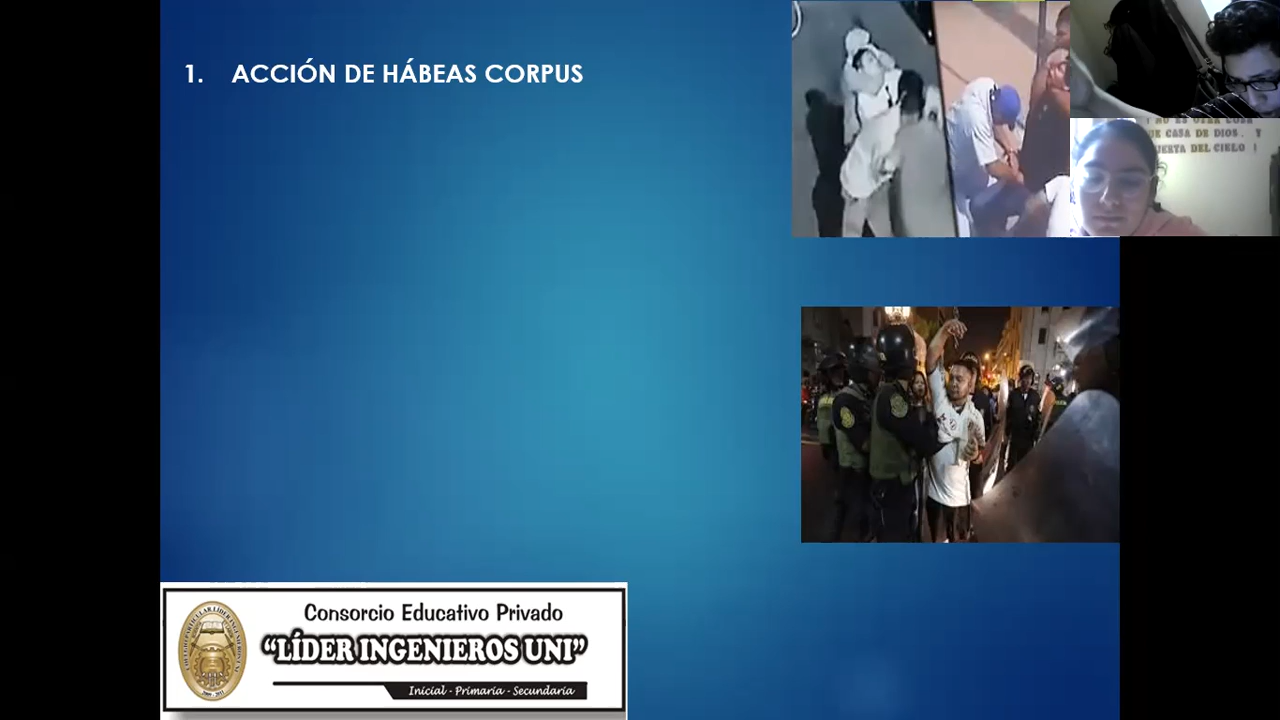 1. ACCIÓN DE HÁBEAS CORPUS
CASA DE DIOS. Y
DEL CIELO !
Consorcio Educativo Privado
“LÍDER INGENIEROS UNI”
Inicial - Primaria - Secundaria